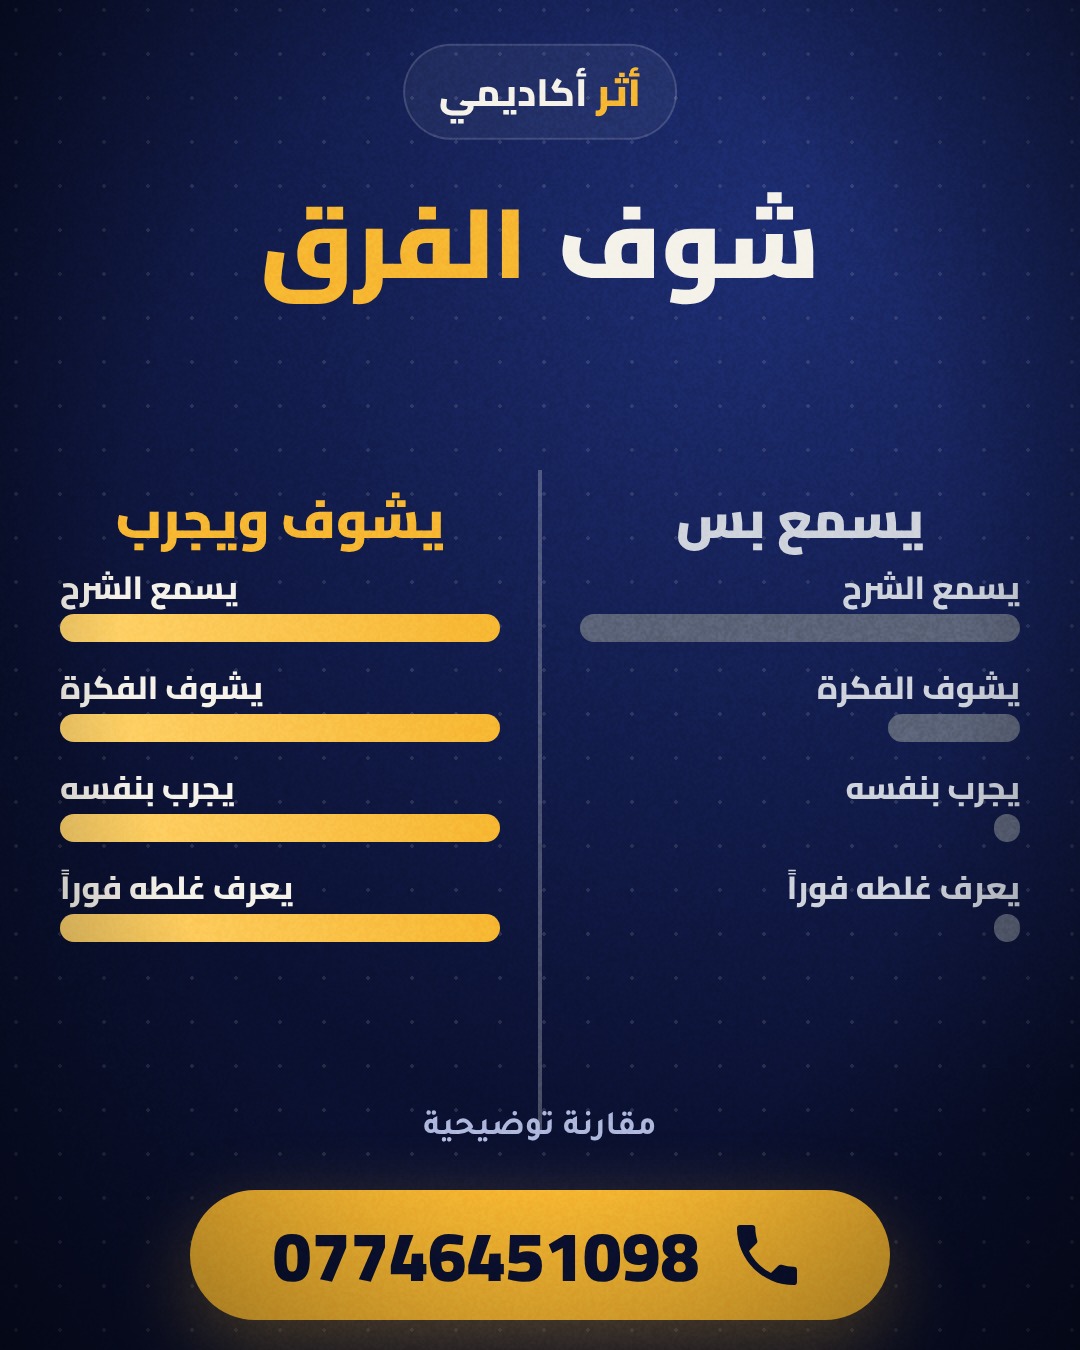 أثر أكاديمي
شوف الفرق
يسمع بس
يسمع الشرح
يشوف الفكرة
يجرب بنفسه
يعرف غلطه فوراً
يشوف ويجرب
يسمع الشرح
يشوف الفكرة
يجرب بنفسه
يعرف غلطه فوراً
مقارنة توضيحية
07746451098